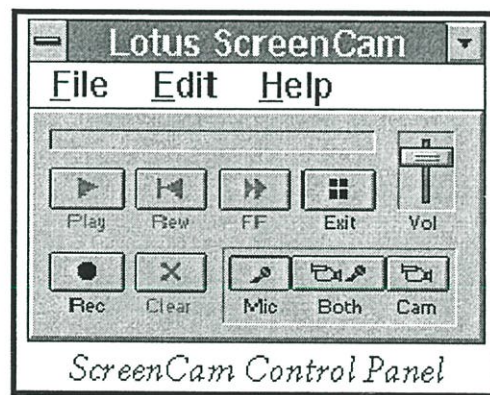 Lotus ScreenCam
File Edit Help
Play Rew FF Exit Vol
Rec Clear Mic Both Cam
ScreenCam Control Panel